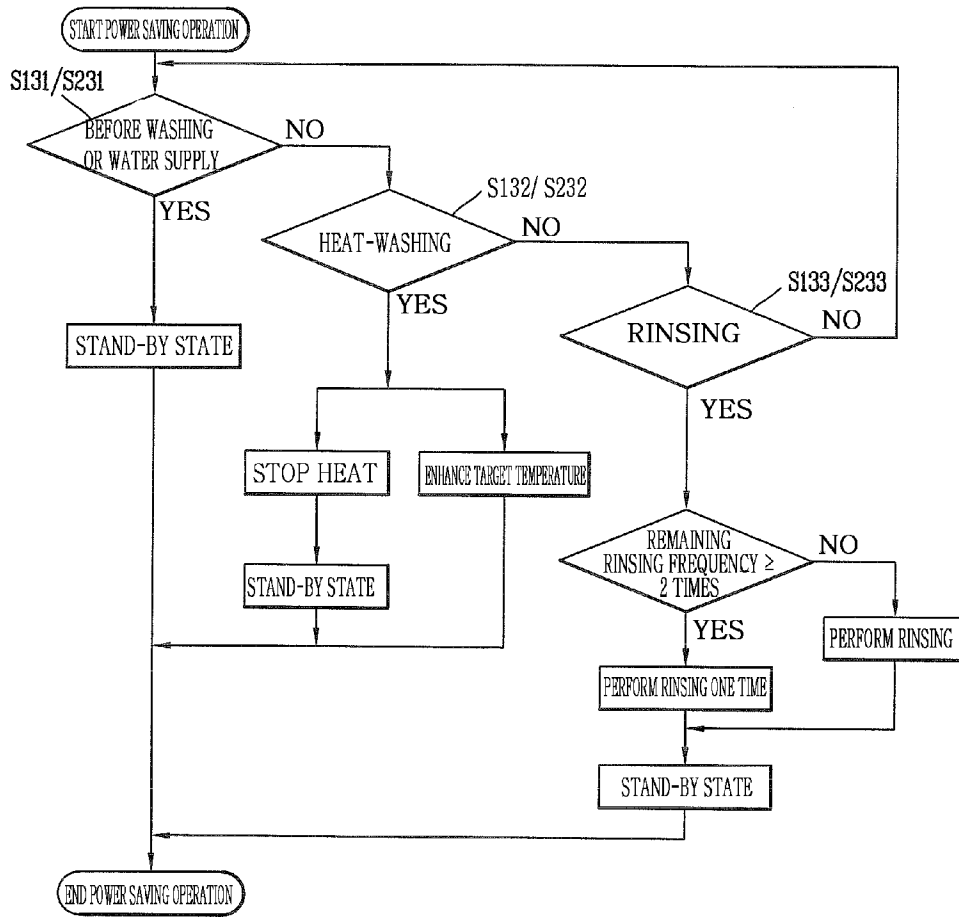 START POWER SAVING OPERATION
S131/S231
BEFORE WASHING
OR WATER SUPPLY
NO
YES
S132/ S232
HEAT-WASHING
NO
YES
S133/S233
RINSING
NO
YES
STAND-BY STATE
STOP HEAT
ENHANCE TARGET TEMPERATURE
STAND-BY STATE
REMAINING
RINSING FREQUENCY ≥
2 TIMES
NO
YES
PERFORM RINSING
PERFORM RINSING ONE TIME
STAND-BY STATE
END POWER SAVING OPERATION